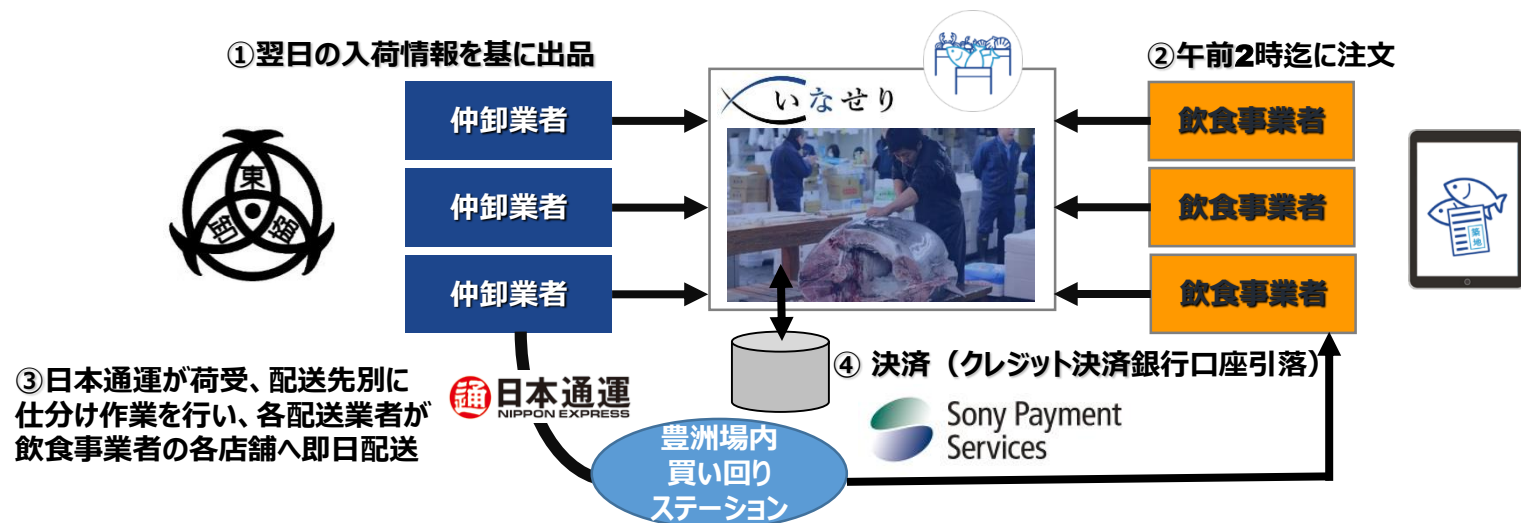 ①翌日の入荷情報を基に出品
②午前2時迄に注文
いなせり
仲卸業者
仲卸業者
仲卸業者
飲食事業者
飲食事業者
飲食事業者
東
築地
③日本通運が荷受、配送先別に
仕分け作業を行い、各配送業者が
飲食事業者の各店舗へ即日配送
通 日本通運
NIPPON EXPRESS
④ 決済（クレジット決済銀行口座引落）
Sony Payment
Services
豊洲場内
買い回り
ステーション